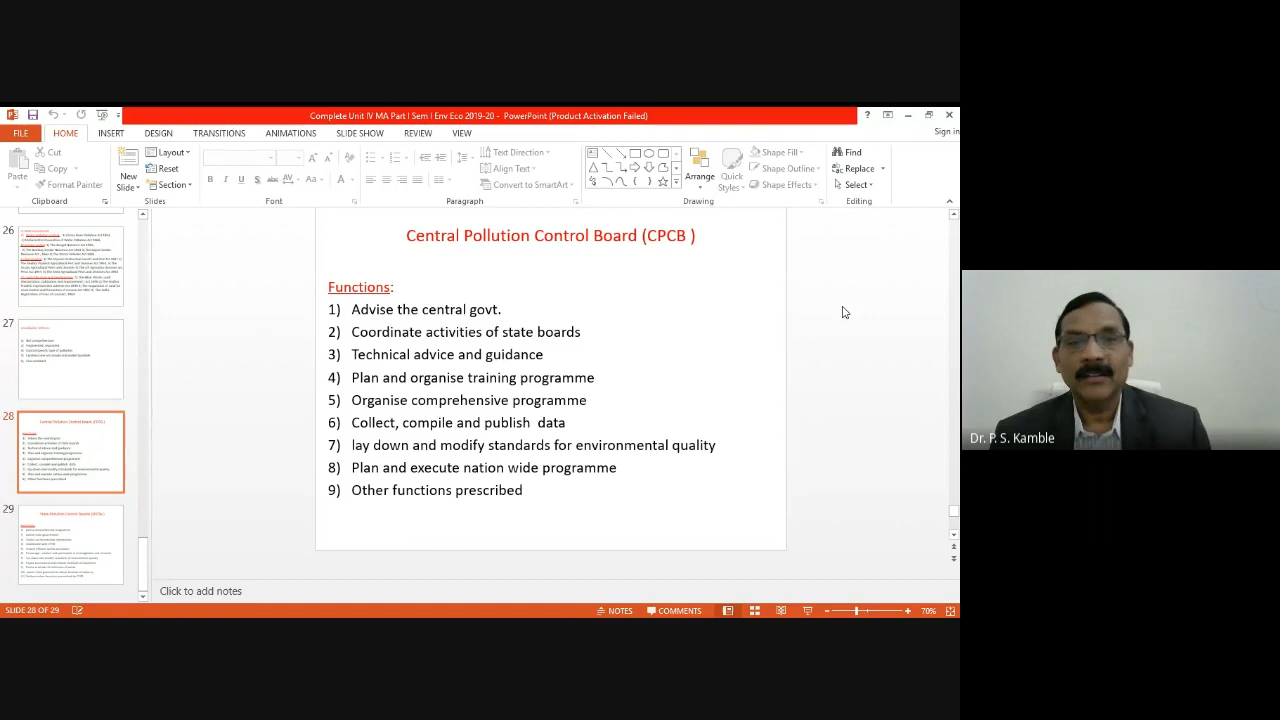 Complete Unit IV MA Part I Sem I Env Eco 2019-20 - PowerPoint (Product Activation Failed)
FILE HOME INSERT DESIGN TRANSITIONS ANIMATIONS SLIDE SHOW REVIEW VIEW Sign in
Paste
Cut
Copy
Format Painter
Clipboard
New Slide
Layout
Reset
Section
Slides
Font
Text Direction
Align Text
Convert to SmartArt
Paragraph
Arrange
Quick Styles
Shape Fill
Shape Outline
Shape Effects
Drawing
Find
Replace
Select
Editing
26
27
28
29
Central Pollution Control Board (CPCB )
Functions:
1) Advise the central govt.
2) Coordinate activities of state boards
3) Technical advice and guidance
4) Plan and organise training programme
5) Organise comprehensive programme
6) Collect, compile and publish data
7) lay down and modify standards for environmental quality
8) Plan and execute nation wide programme
9) Other functions prescribed
Click to add notes
SLIDE 28 OF 29 NOTES COMMENTS 70%
Dr. P. S. Kamble